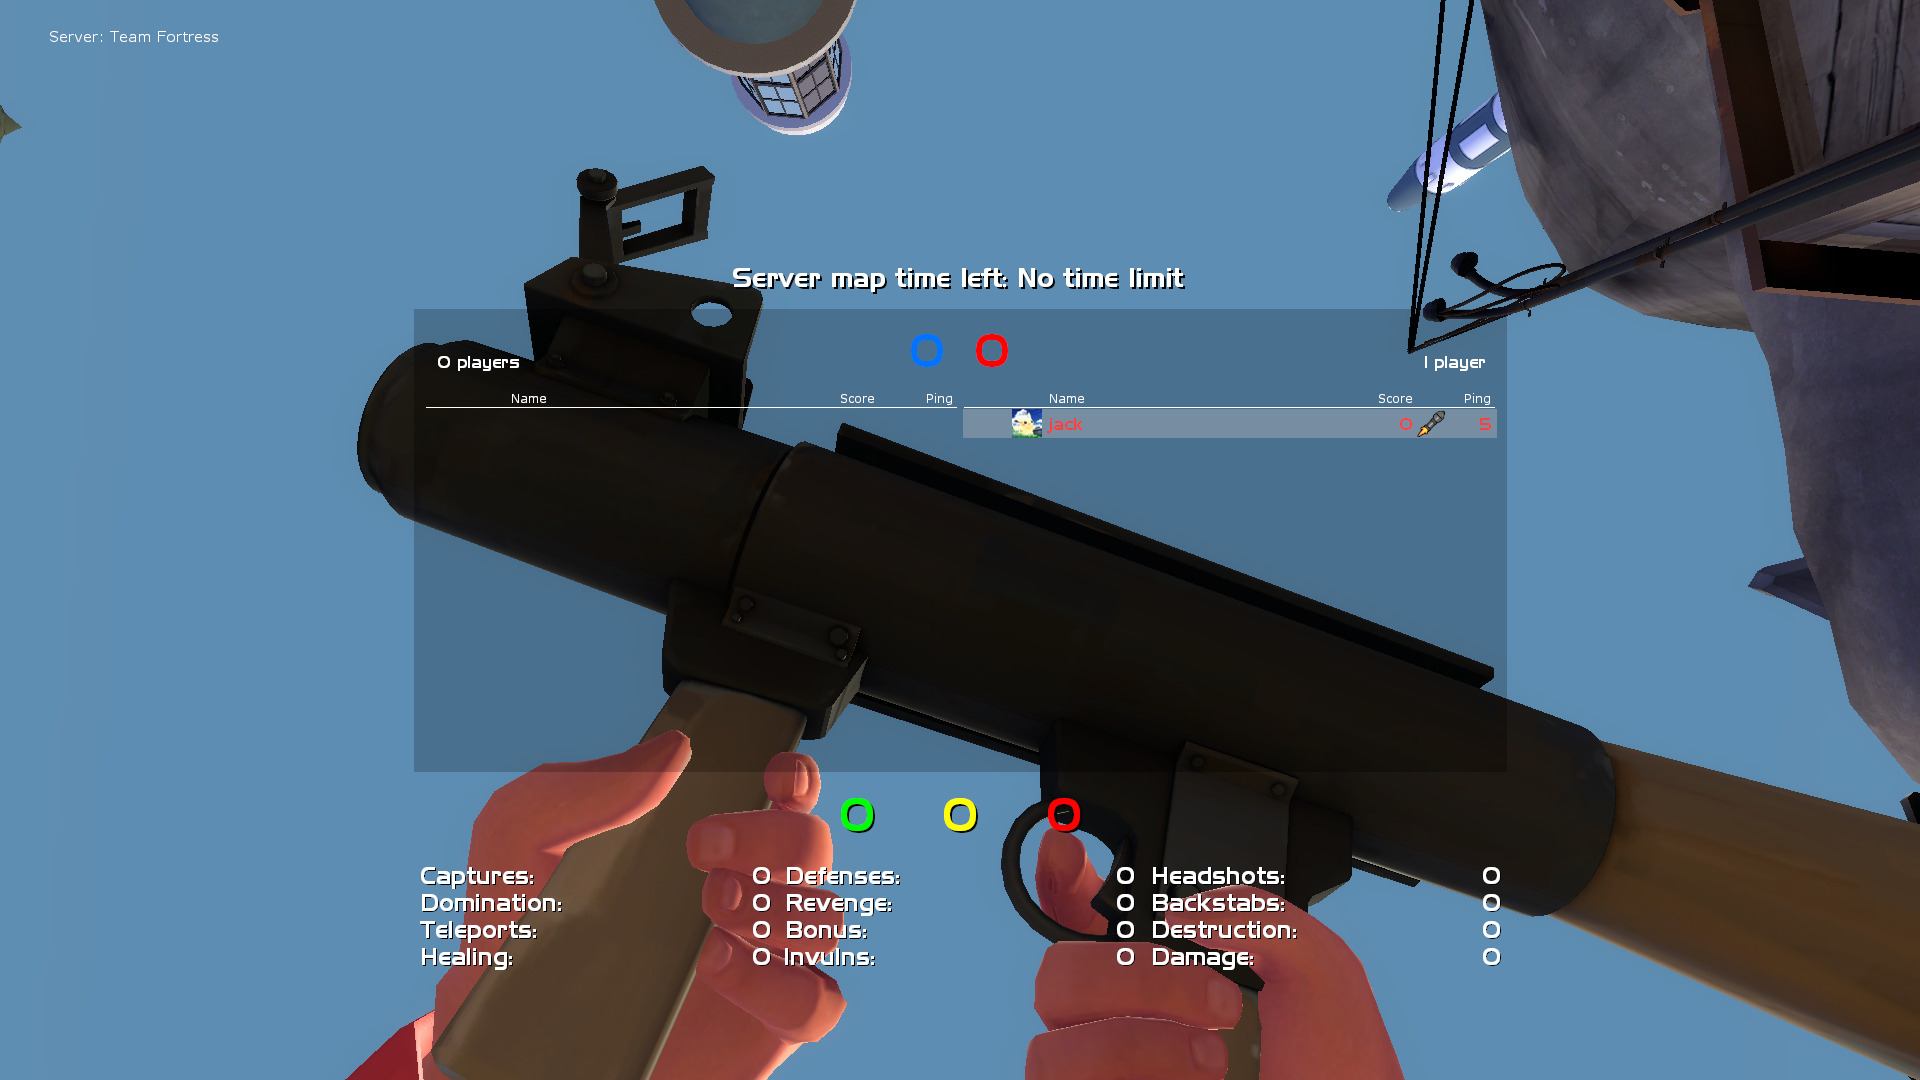 Server: Team Fortress
Server map time left: No time limit
0 players 0 0 1 player
Name Score Ping Name Score Ping
jack 0 5
0 0 0
Captures: 0 Defenses: 0 Headshots: 0
Domination: 0 Revenge: 0 Backstabs: 0
Teleports: 0 Bonus: 0 Destruction: 0
Healing: 0 Invulns: 0 Damage: 0